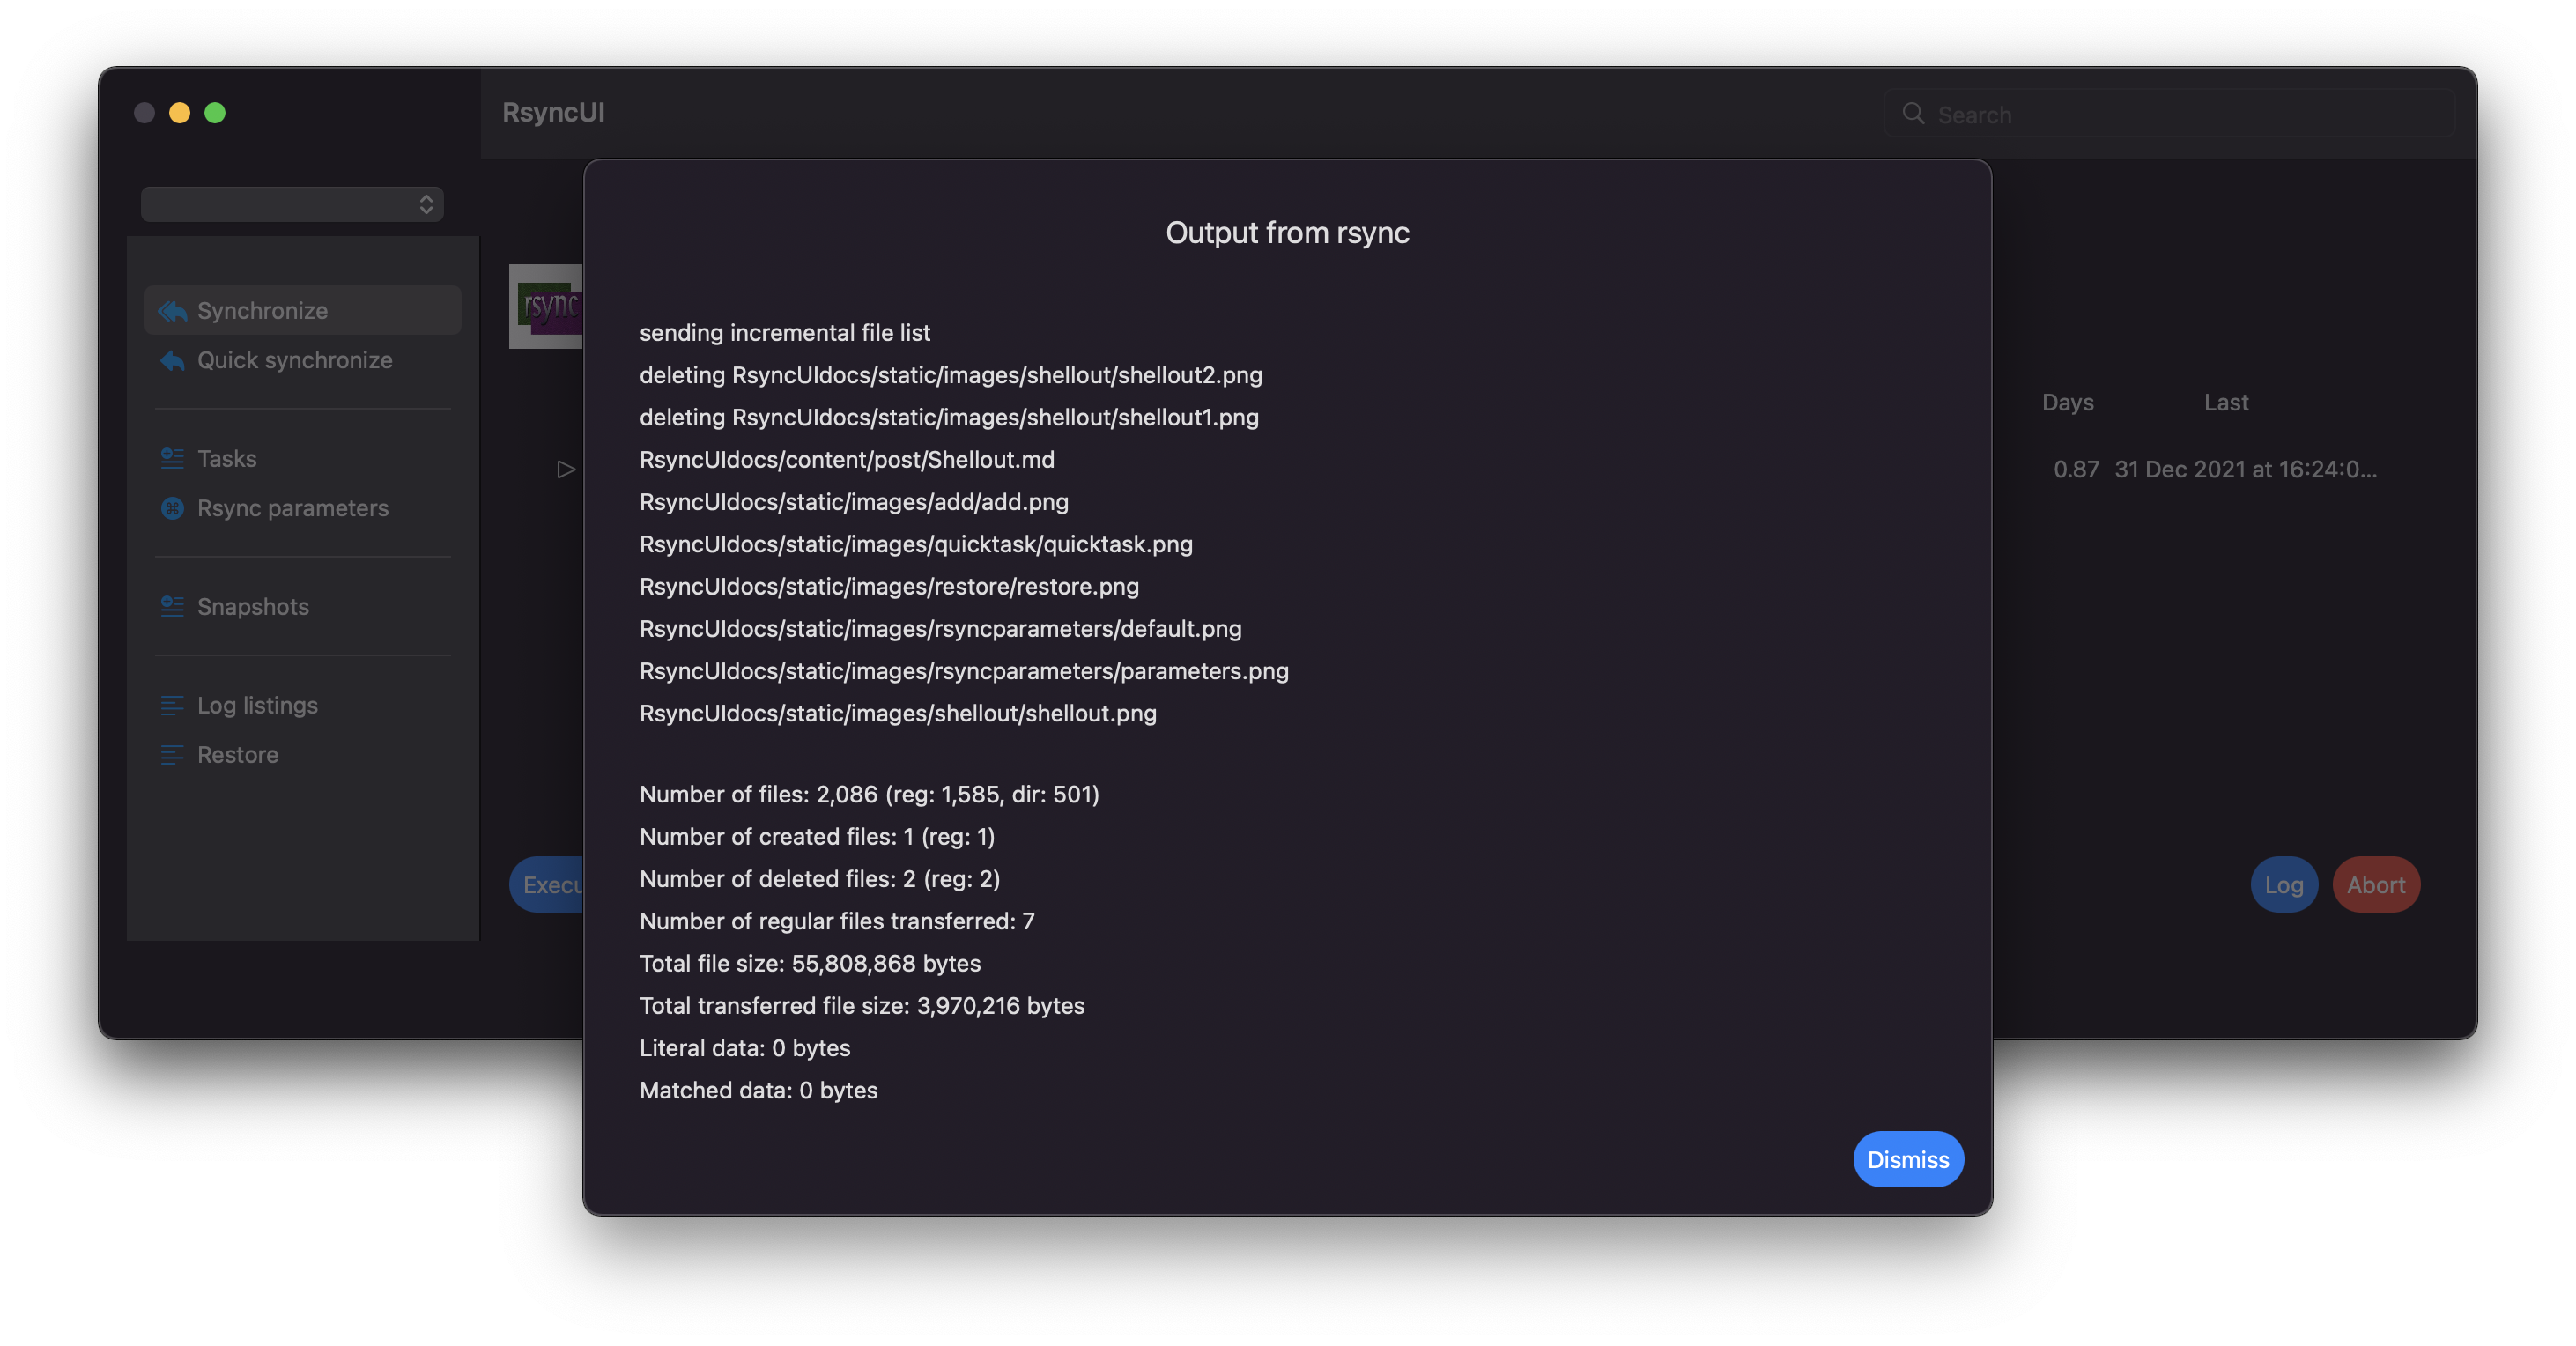 RsyncUI
Search
Synchronize
Quick synchronize
Tasks
Rsync parameters
Snapshots
Log listings
Restore
rsync
Output from rsync
sending incremental file list
deleting RsyncUIdocs/static/images/shellout/shellout2.png
deleting RsyncUIdocs/static/images/shellout/shellout1.png
RsyncUIdocs/content/post/Shellout.md
RsyncUIdocs/static/images/add/add.png
RsyncUIdocs/static/images/quicktask/quicktask.png
RsyncUIdocs/static/images/restore/restore.png
RsyncUIdocs/static/images/rsyncparameters/default.png
RsyncUIdocs/static/images/rsyncparameters/parameters.png
RsyncUIdocs/static/images/shellout/shellout.png
Number of files: 2,086 (reg: 1,585, dir: 501)
Number of created files: 1 (reg: 1)
Number of deleted files: 2 (reg: 2)
Number of regular files transferred: 7
Total file size: 55,808,868 bytes
Total transferred file size: 3,970,216 bytes
Literal data: 0 bytes
Matched data: 0 bytes
Dismiss
Days Last
0.87 31 Dec 2021 at 16:24:0...
Execu
Log Abort